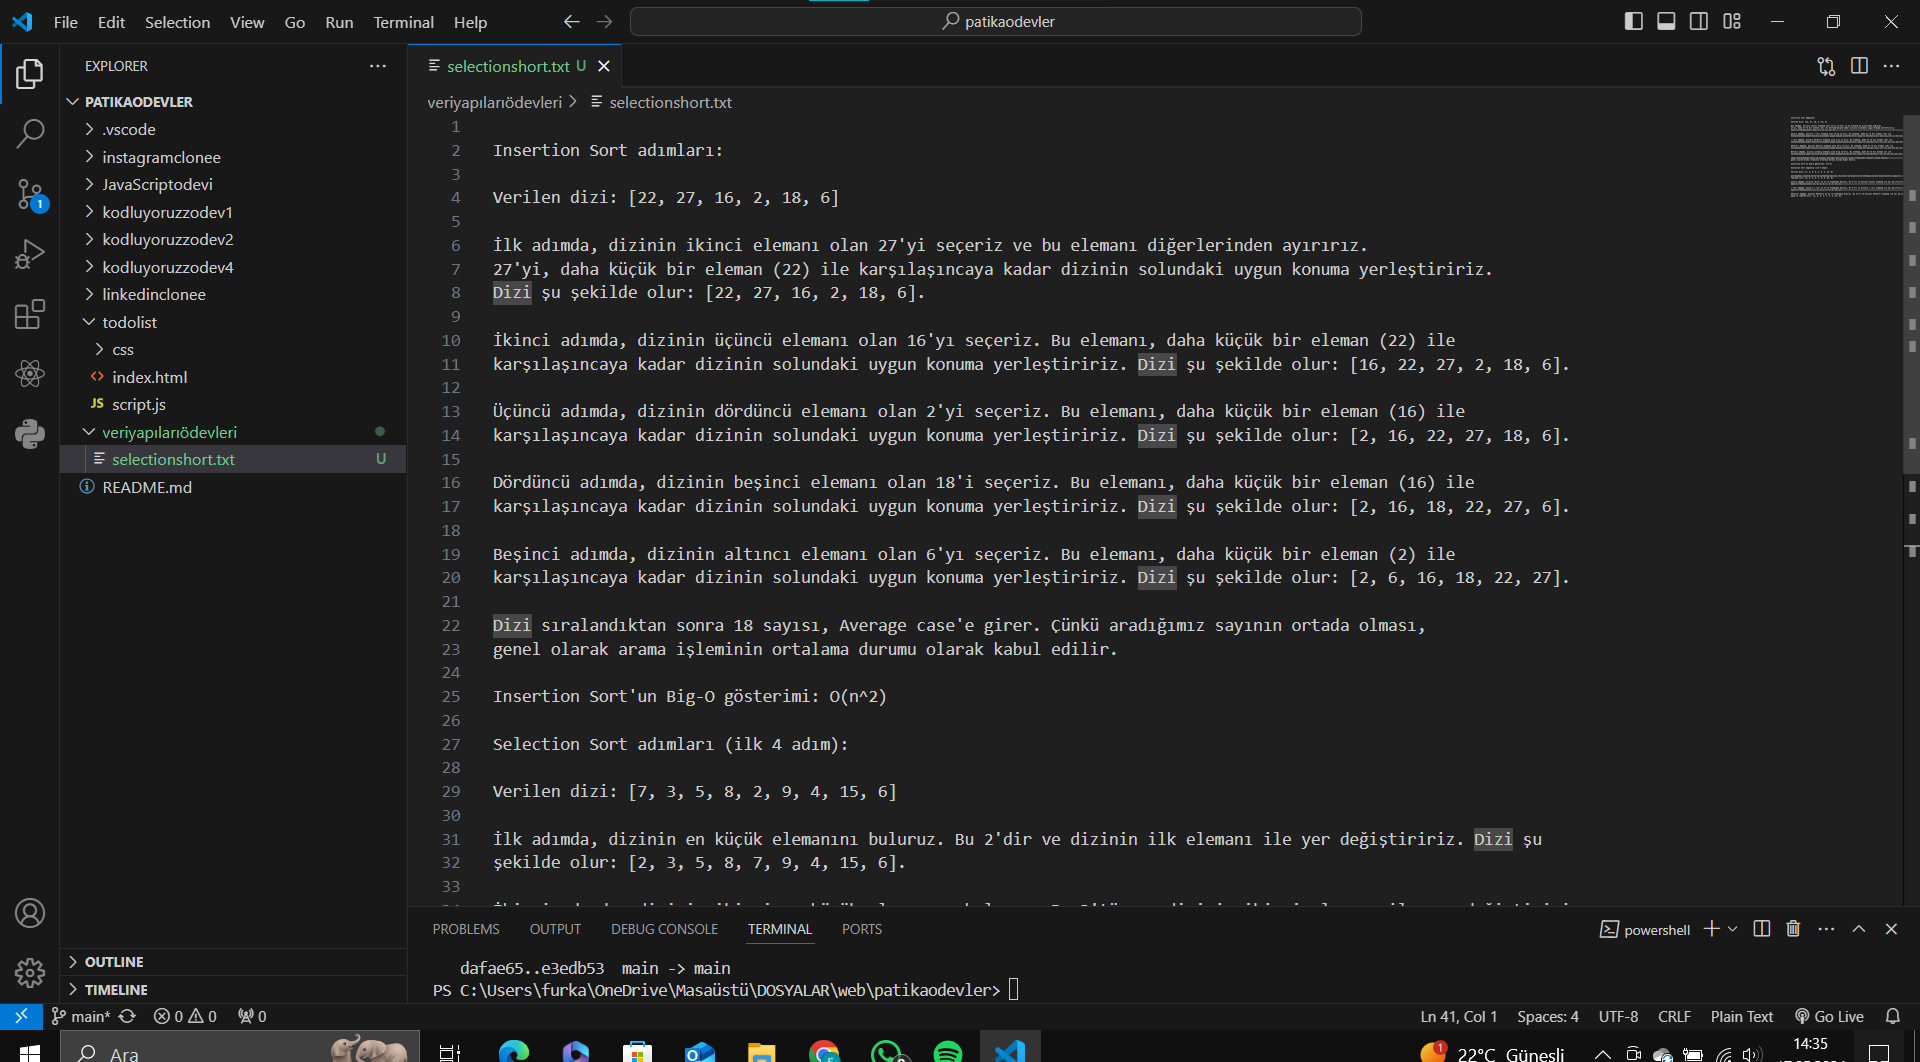 File Edit Selection View Go Run Terminal Help
patikaodevler
EXPLORER
PATIKAODEVLER
.vscode
instagramclonee
JavaScriptodevi
kodluyoruzzodev1
kodluyoruzzodev2
kodluyoruzzodev4
linkedinclonee
todolist
css
index.html
JS script.js
veriyapılarıödevleri
selectionshort.txt U
README.md
OUTLINE
TIMELINE
selectionshort.txt U
veriyapılarıödevleri > selectionshort.txt
1
2 Insertion Sort adımları:
3
4 Verilen dizi: [22, 27, 16, 2, 18, 6]
5
6 İlk adımda, dizinin ikinci elemanı olan 27'yi seçeriz ve bu elemanı diğerlerinden ayırırız.
7 27'yi, daha küçük bir eleman (22) ile karşılaşıncaya kadar dizinin solundaki uygun konuma yerleştiririz.
8 Dizi şu şekilde olur: [22, 27, 16, 2, 18, 6].
9
10 İkinci adımda, dizinin üçüncü elemanı olan 16'yı seçeriz. Bu elemanı, daha küçük bir eleman (22) ile
11 karşılaşıncaya kadar dizinin solundaki uygun konuma yerleştiririz. Dizi şu şekilde olur: [16, 22, 27, 2, 18, 6].
12
13 Üçüncü adımda, dizinin dördüncü elemanı olan 2'yi seçeriz. Bu elemanı, daha küçük bir eleman (16) ile
14 karşılaşıncaya kadar dizinin solundaki uygun konuma yerleştiririz. Dizi şu şekilde olur: [2, 16, 22, 27, 18, 6].
15
16 Dördüncü adımda, dizinin beşinci elemanı olan 18'i seçeriz. Bu elemanı, daha küçük bir eleman (16) ile
17 karşılaşıncaya kadar dizinin solundaki uygun konuma yerleştiririz. Dizi şu şekilde olur: [2, 16, 18, 22, 27, 6].
18
19 Beşinci adımda, dizinin altıncı elemanı olan 6'yı seçeriz. Bu elemanı, daha küçük bir eleman (2) ile
20 karşılaşıncaya kadar dizinin solundaki uygun konuma yerleştiririz. Dizi şu şekilde olur: [2, 6, 16, 18, 22, 27].
21
22 Dizi sıralandıktan sonra 18 sayısı, Average case'e girer. Çünkü aradığımız sayının ortada olması,
23 genel olarak arama işleminin ortalama durumu olarak kabul edilir.
24
25 Insertion Sort'un Big-O gösterimi: O(n^2)
26
27 Selection Sort adımları (ilk 4 adım):
28
29 Verilen dizi: [7, 3, 5, 8, 2, 9, 4, 15, 6]
30
31 İlk adımda, dizinin en küçük elemanını buluruz. Bu 2'dir ve dizinin ilk elemanı ile yer değiştiririz. Dizi şu
32 şekilde olur: [2, 3, 5, 8, 7, 9, 4, 15, 6].
33
PROBLEMS OUTPUT DEBUG CONSOLE TERMINAL PORTS
powershell
dafae65..e3edb53 main -> main
PS C:\Users\furka\OneDrive\Masaüstü\DOSYALAR\web\patikaodevler>
main* 0 0 0
Ln 41, Col 1 Spaces: 4 UTF-8 CRLF Plain Text Go Live
Ara
22°C Güneşli
14:35